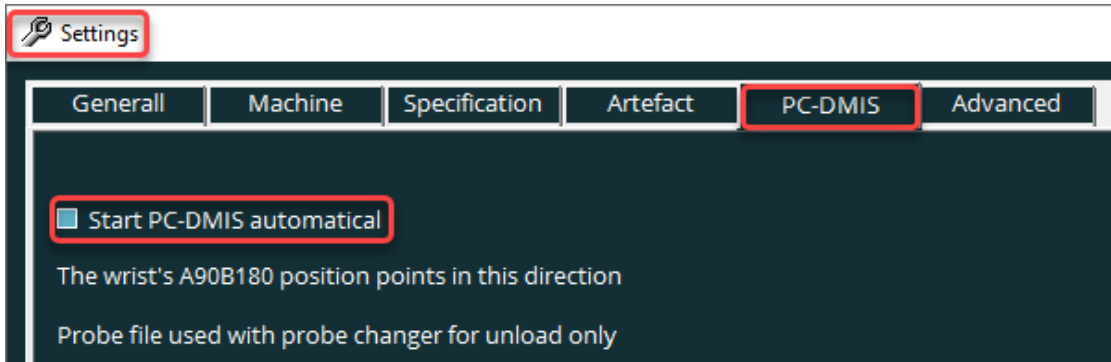 Settings
Generall Machine Specification Artefact PC-DMIS Advanced
Start PC-DMIS automatical
The wrist's A90B180 position points in this direction
Probe file used with probe changer for unload only